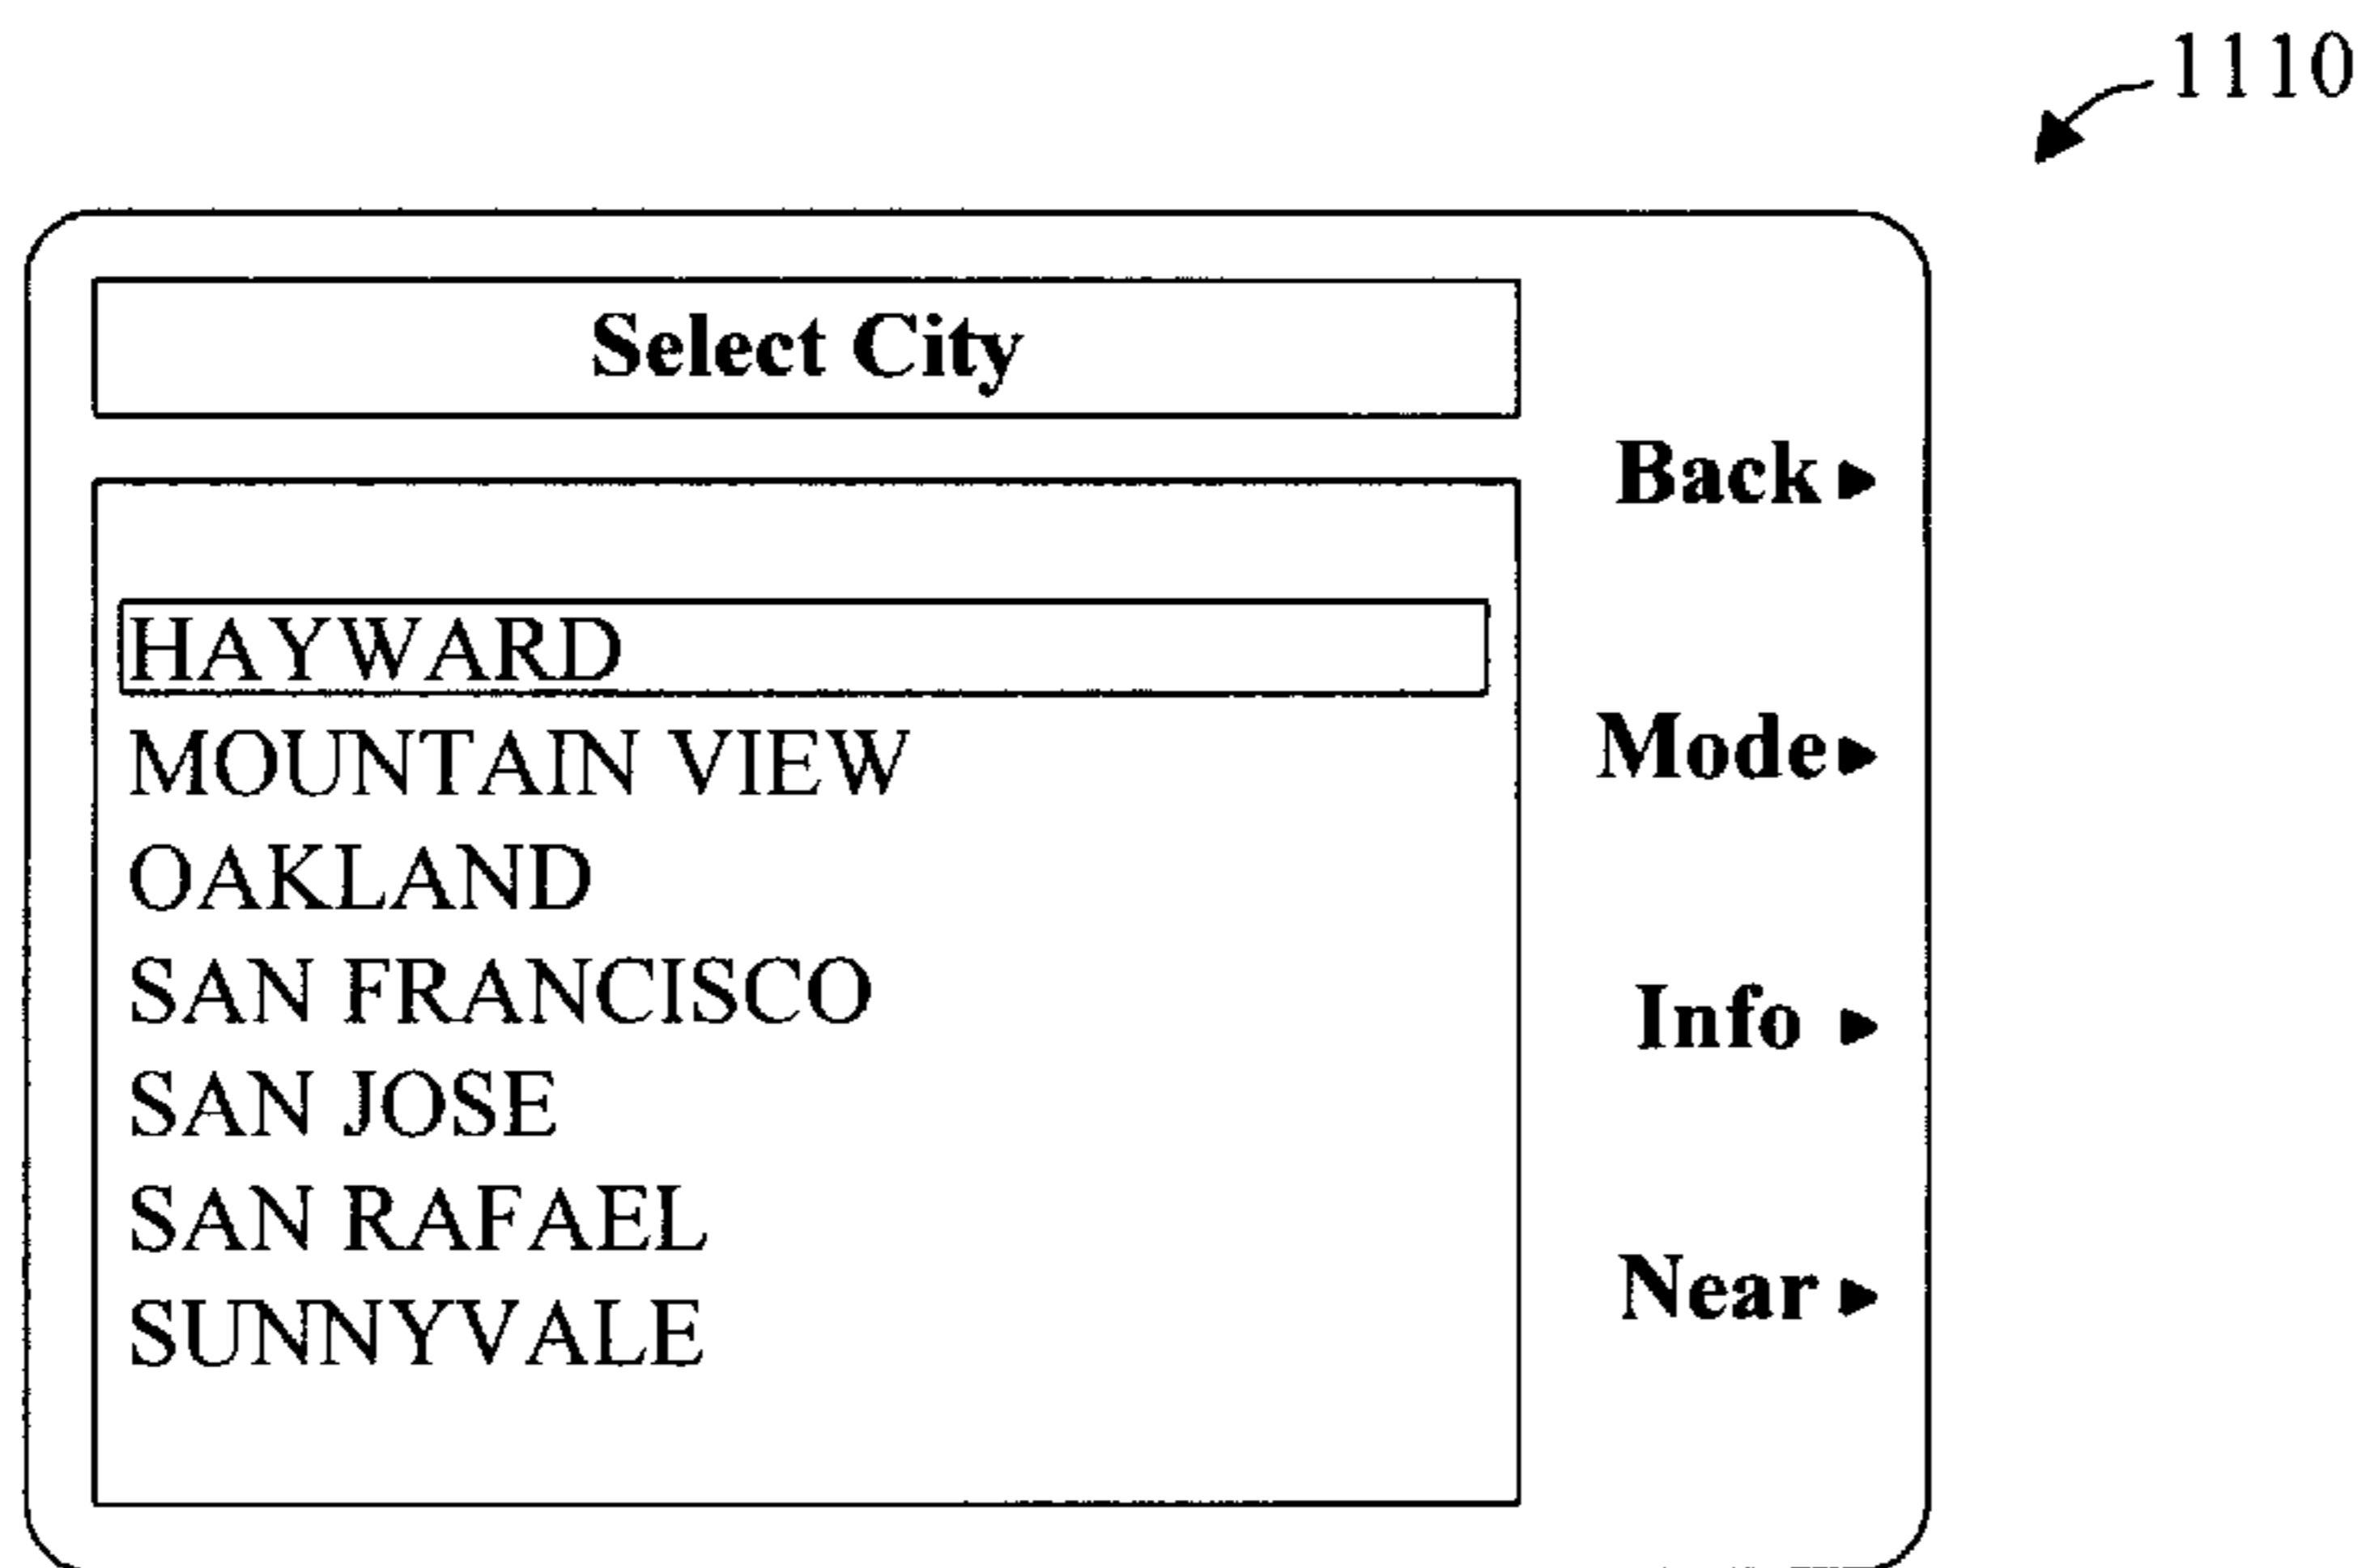 1110
Select City
Back
HAYWARD
MOUNTAIN VIEW
Mode
OAKLAND
SAN FRANCISCO
Info
SAN JOSE
SAN RAFAEL
Near
SUNNYVALE